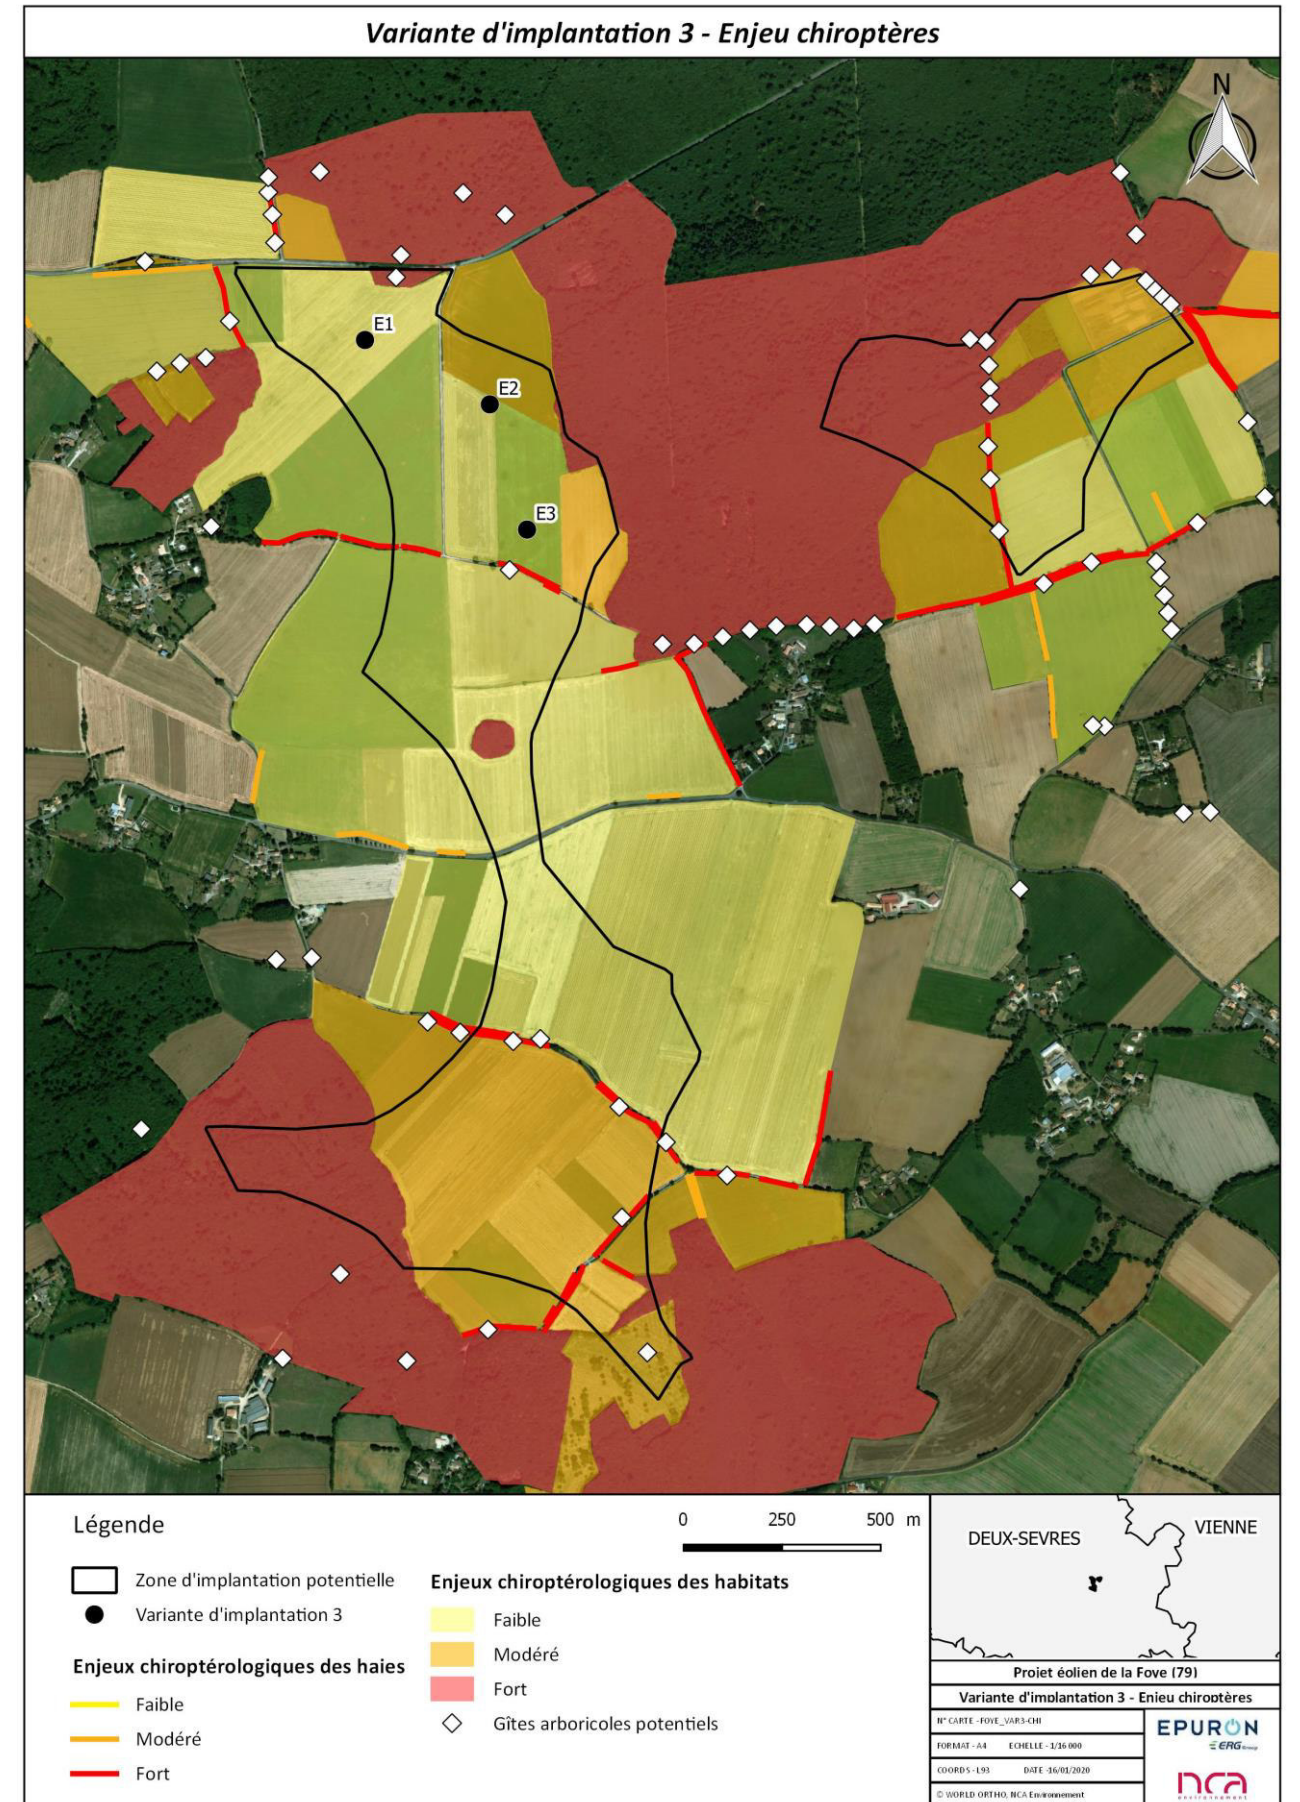 Variante d'implantation 3 - Enjeu chiroptères
N
E1
E2
E3
Légende
Zone d'implantation potentielle
Variante d'implantation 3
Enjeux chiroptérologiques des haies
Faible
Modéré
Fort
0 250 500 m
Enjeux chiroptérologiques des habitats
Faible
Modéré
Fort
Gîtes arboricoles potentiels
DEUX-SEVRES
VIENNE
Projet éolien de la Foye (79)
Variante d'implantation 3 - Enjeu chiroptères
N° CARTE - FOYE_VAR3-CHI
FORMAT - A4 ECHELLE - 1/16 000
COORDS - L93 DATE -16/01/2020
© WORLD ORTHO, NCA Environnement
EPURON
ERG Group
nca
environnement